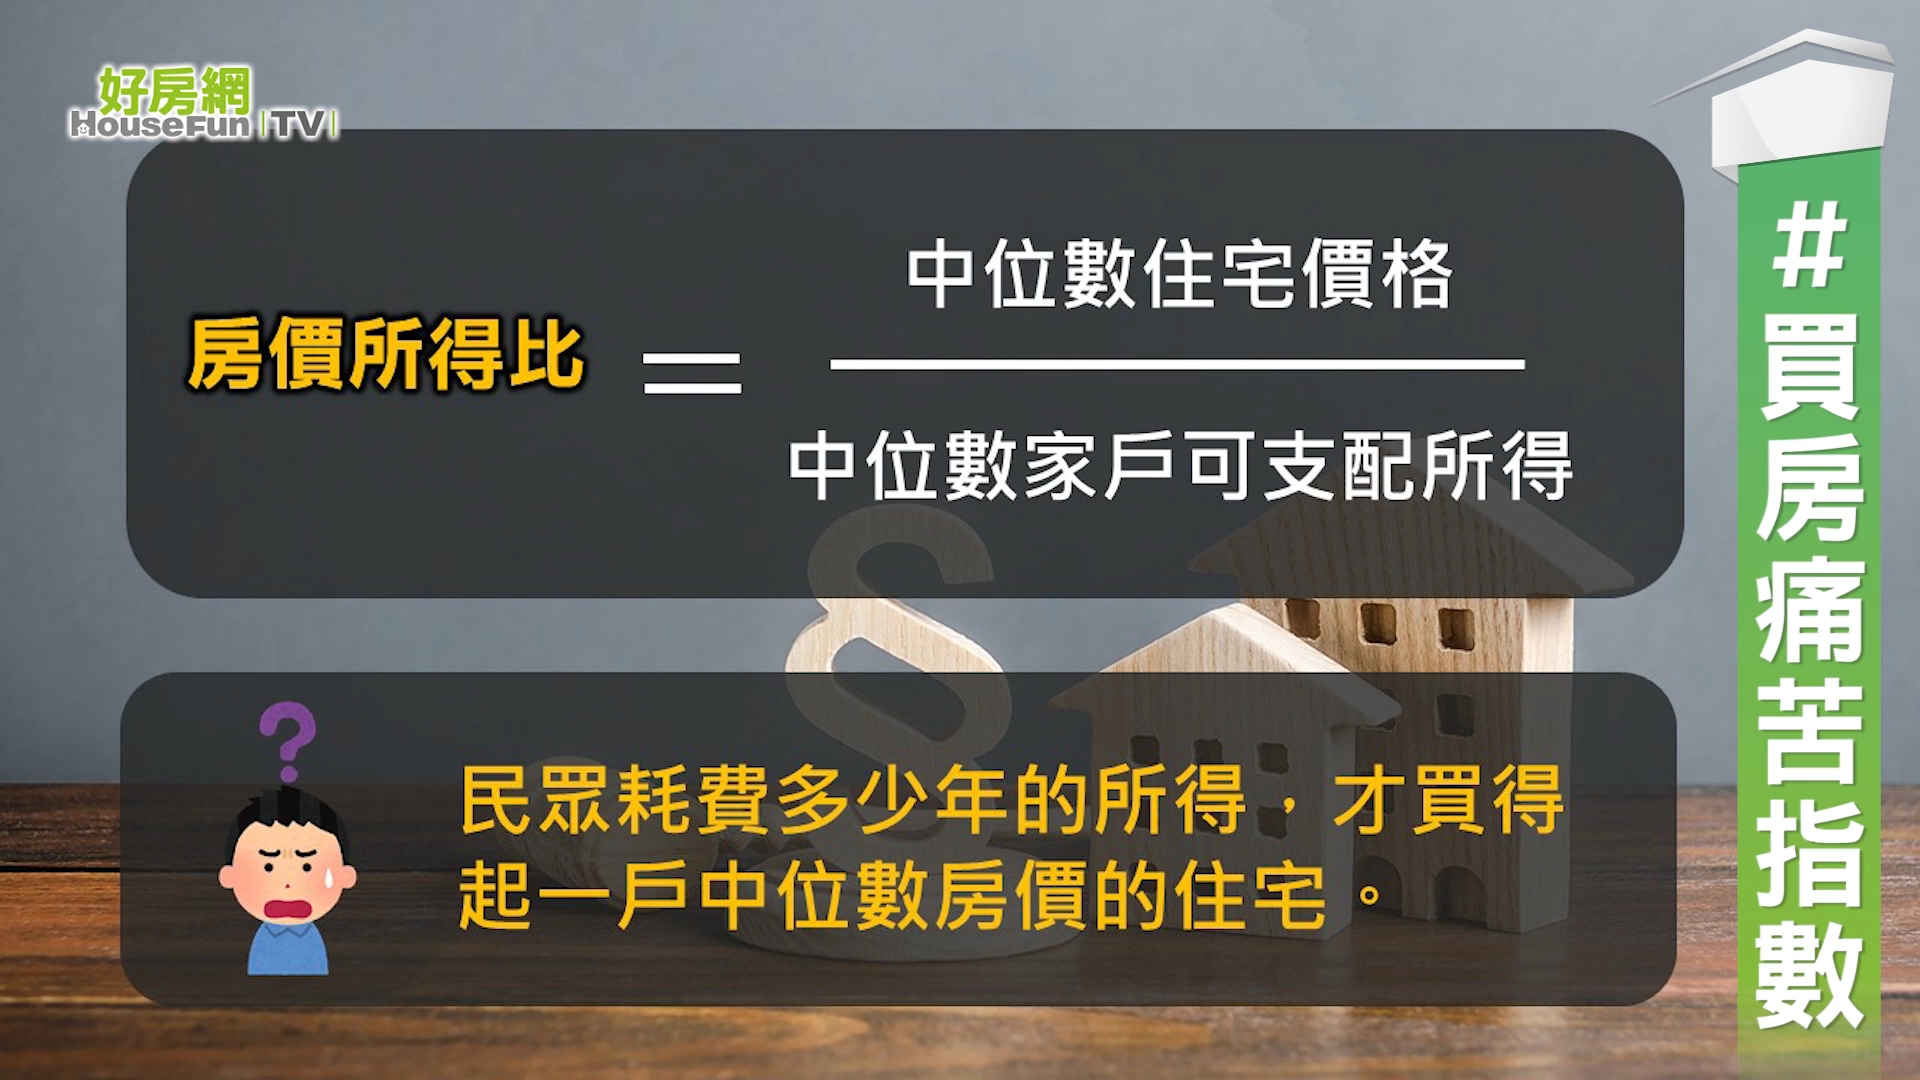 好房網
HouseFun TV
房價所得比
=
中位數住宅價格
中位數家戶可支配所得
?
民眾耗費多少年的所得，才買得
起一戶中位數房價的住宅。
#買房痛苦指數